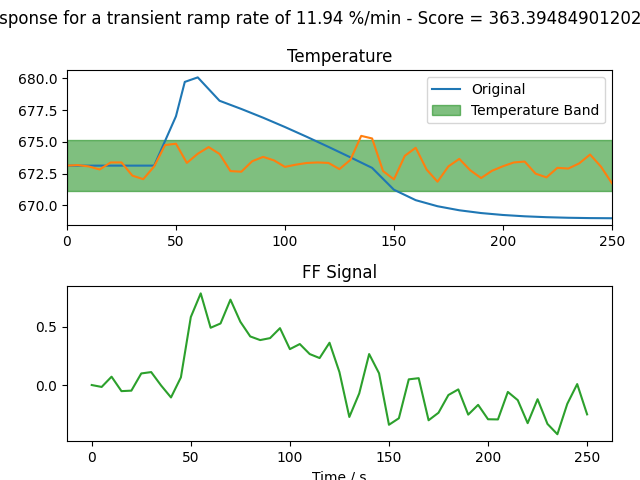 sponse for a transient ramp rate of 11.94 %/min - Score = 363.39484901202
Temperature
680.0
677.5
675.0
672.5
670.0
Original
Temperature Band
0 50 100 150 200 250
FF Signal
0.5
0.0
0 50 100 150 200 250
Time / s